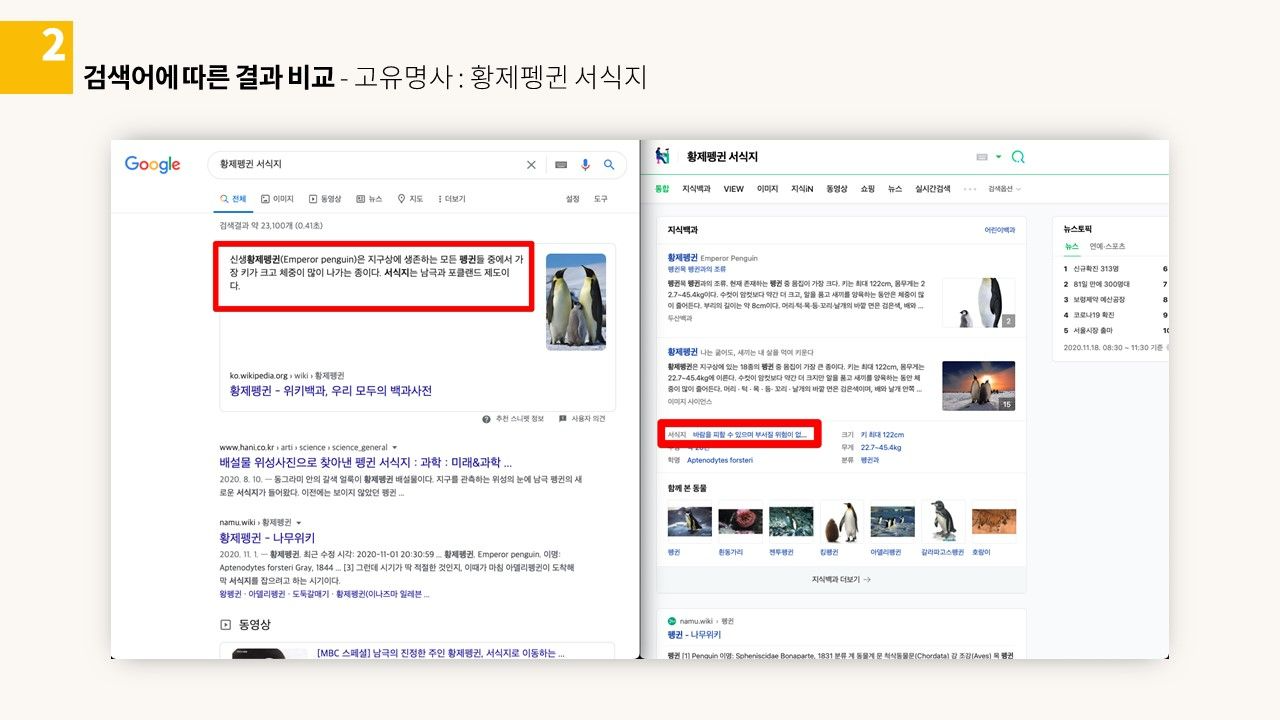 2
검색어에 따른 결과 비교 - 고유명사 : 황제펭귄 서식지
Google
황제펭귄 서식지
전체 이미지 동영상 뉴스 지도 더보기 설정 도구
검색결과 약 23,100개 (0.41초)
신생황제펭귄(Emperor penguin)은 지구상에 생존하는 모든 펭귄들 중에서 가
장 키가 크고 체중이 많이 나가는 종이다. 서식지는 남극과 포클랜드 제도이
다.
ko.wikipedia.org › wiki › 황제펭귄
황제펭귄 - 위키백과, 우리 모두의 백과사전
추천 스니펫 정보 사용자 의견
www.hani.co.kr › arti › science › science_general
배설물 위성사진으로 찾아낸 펭귄 서식지 : 과학 : 미래&과학 ...
2020. 8. 10. — 동그라미 안의 갈색 얼룩이 황제펭귄 배설물이다. 지구를 관측하는 위성의 눈에 남극 펭귄의 새
로운 서식지가 들어왔다. 이전에는 보이지 않았던 펭귄 ...
namu.wiki › 황제펭귄
황제펭귄 - 나무위키
2020. 11. 1. — 황제펭귄. 최근 수정 시각: 2020-11-01 20:30:59 ... 황제펭귄, Emperor penguin, 이명:
Aptenodytes forsteri Gray, 1844 ... [3] 그런데 시기가 딱 적절한 것인지, 이때가 마침 아델리펭귄이 도착해
막 서식지를 잡으려고 하는 시기이다.
왕펭귄 · 아델리펭귄 · 도둑갈매기 · 황제펭귄(이나즈마 일레븐 ...
동영상
[MBC 스페셜] 남극의 진정한 주인 황제펭귄, 서식지로 이동하는 ...
황제펭귄 서식지
통합 지식백과 VIEW 이미지 지식iN 동영상 쇼핑 뉴스 실시간검색 ··· 검색옵션
지식백과 어린이백과
황제펭귄 Emperor Penguin
펭귄목 펭귄과의 조류
펭귄목 펭귄과의 조류. 현재 존재하는 펭귄 중 몸집이 가장 크다. 키는 최대 122cm, 몸무게는 2
2.7~45.4kg이다. 수컷이 암컷보다 약간 더 크고, 알을 품고 새끼를 양육하는 동안은 체중이 많
이 줄어든다. 부리의 길이는 약 8cm이다. 머리·턱·목·등·꼬리·날개의 바깥 면은 검은색, 배와 ...
두산백과
2
황제펭귄 나는 굶어도, 새끼는 내 살을 먹여 키운다
황제펭귄은 지구상에 있는 18종의 펭귄 중 몸집이 가장 큰 종이다. 키는 최대 122cm, 몸무게는
22.7~45.4kg에 이른다. 수컷이 암컷보다 약간 더 크지만 알을 품고 새끼를 양육하는 동안 체
중이 많이 줄어든다. 머리 · 턱 · 목 · 등· 꼬리 · 날개의 바깥 면은 검은색이며, 배와 날개 안쪽 ...
이미지 사이언스
15
서식지 바람을 피할 수 있으며 부서질 위험이 없... 크기 키 최대 122cm
무게 22.7~45.4kg
학명 Aptenodytes forsteri 분류 펭귄과
함께 본 동물
펭귄 흰동가리 젠투펭귄 킹펭귄 아델리펭귄 갈라파고스펭귄 호랑이
지식백과 더보기 →
namu.wiki › 펭귄
펭귄 - 나무위키
펭귄 [1] Penguin 이명: Spheniscidae Bonaparte, 1831 분류 계 동물계 문 척삭동물문(Chordata) 강 조강(Aves) 목 펭귄
뉴스토픽
뉴스 연예·스포츠
1 신규확진 313명 6
2 81일 만에 300명대 7
3 보령제약 예산공장 8
4 코로나19 확진 9
5 서울시장 출마 10
2020.11.18. 08:30 ~ 11:30 기준